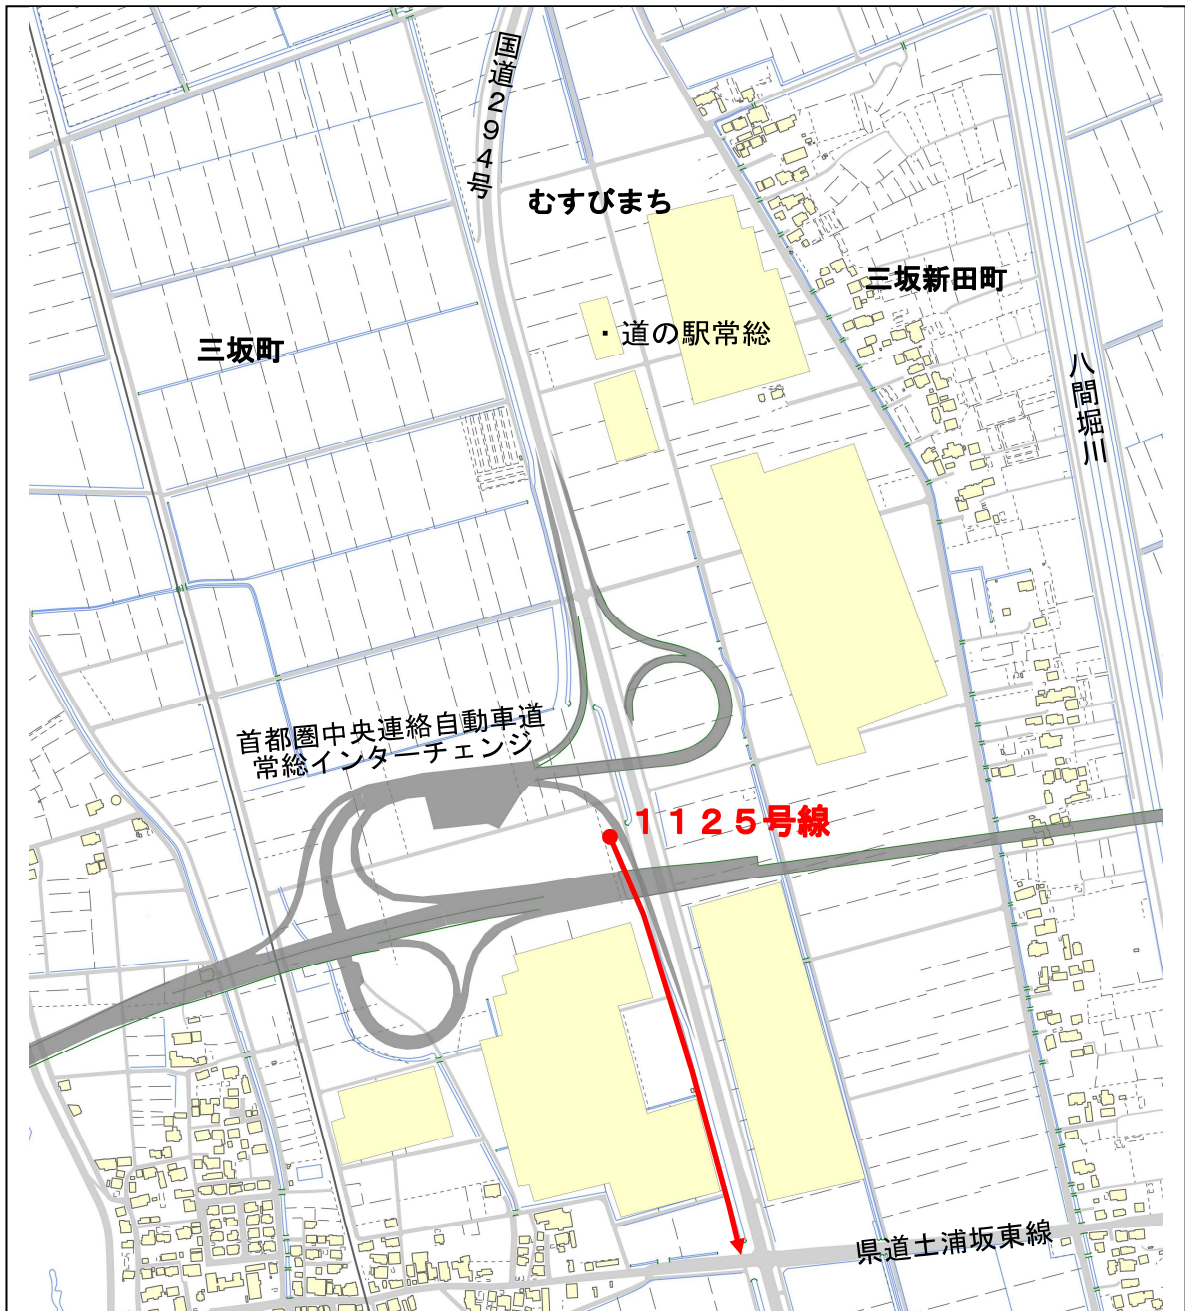 国道294号
むすびまち
三坂新田町
・道の駅常総
三坂町
八間堀川
首都圏中央連絡自動車道
常総インターチェンジ
1125号線
県道土浦坂東線